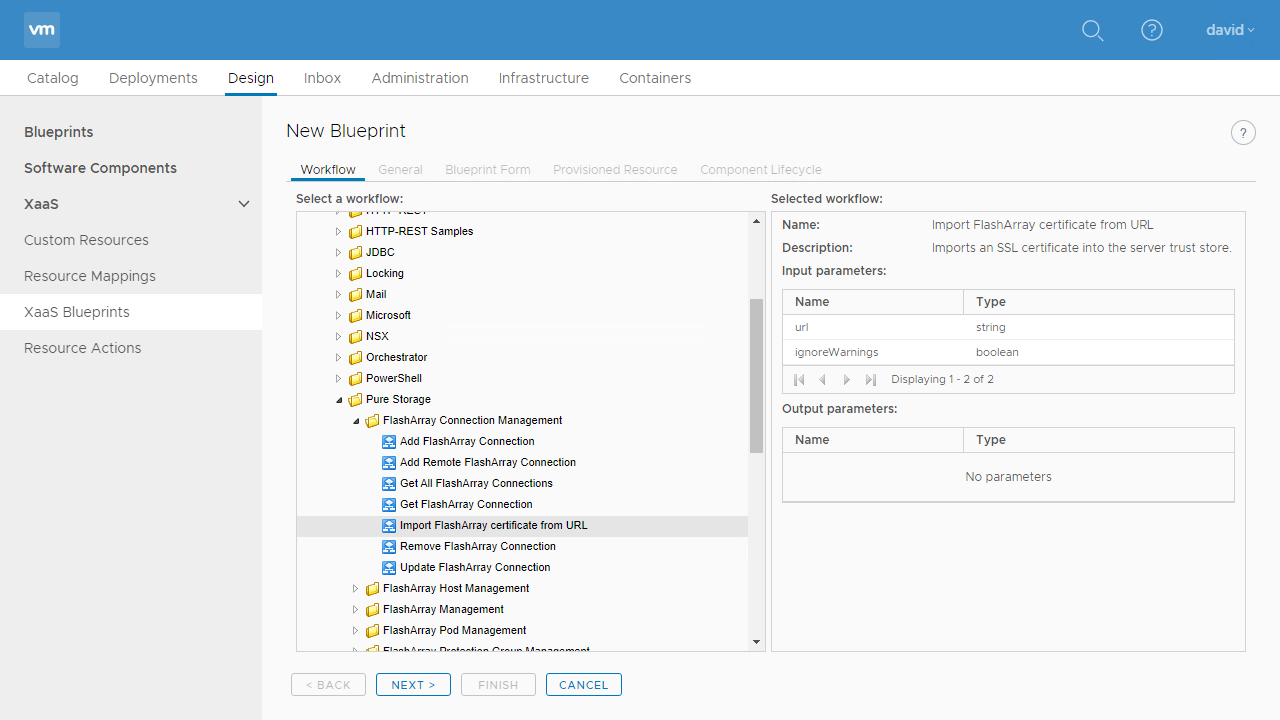 vm
david
Catalog
Deployments
Design
Inbox
Administration
Infrastructure
Containers
Blueprints
Software Components
XaaS
Custom Resources
Resource Mappings
XaaS Blueprints
Resource Actions
New Blueprint
?
Workflow
General
Blueprint Form
Provisioned Resource
Component Lifecycle
Select a workflow:
HTTP-REST
HTTP-REST Samples
JDBC
Locking
Mail
Microsoft
NSX
Orchestrator
PowerShell
Pure Storage
FlashArray Connection Management
Add FlashArray Connection
Add Remote FlashArray Connection
Get All FlashArray Connections
Get FlashArray Connection
Import FlashArray certificate from URL
Remove FlashArray Connection
Update FlashArray Connection
FlashArray Host Management
FlashArray Management
FlashArray Pod Management
FlashArray Protection Group Management
Selected workflow:
Name: Import FlashArray certificate from URL
Description: Imports an SSL certificate into the server trust store.
Input parameters:
Name Type
url string
ignoreWarnings boolean
Displaying 1 - 2 of 2
Output parameters:
Name Type
No parameters
< BACK
NEXT >
FINISH
CANCEL